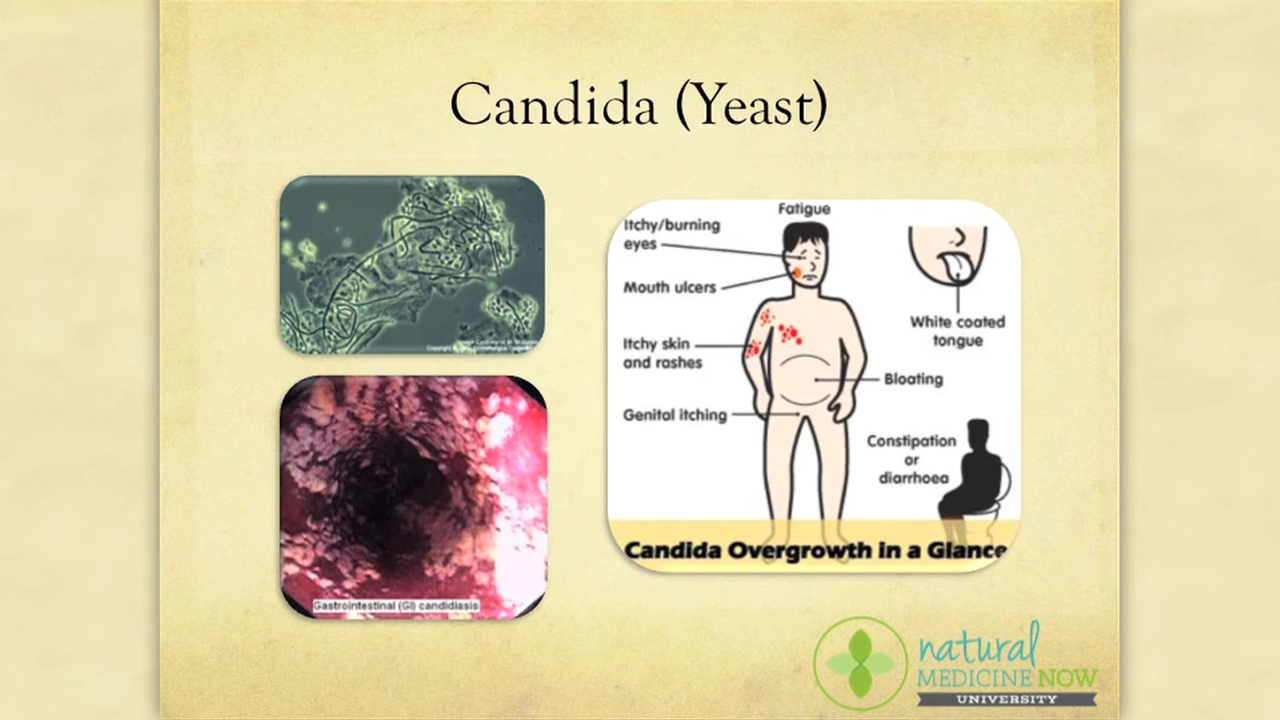 Candida (Yeast)
Gastrointestinal (GI) candidiasis
Fatigue
Itchy/burning
eyes
Mouth ulcers
Itchy skin
and rashes
Genital itching
White coated
tongue
Bloating
Constipation
or
diarrhoea
Candida Overgrowth in a Glance
natural
MEDICINE NOW
UNIVERSITY